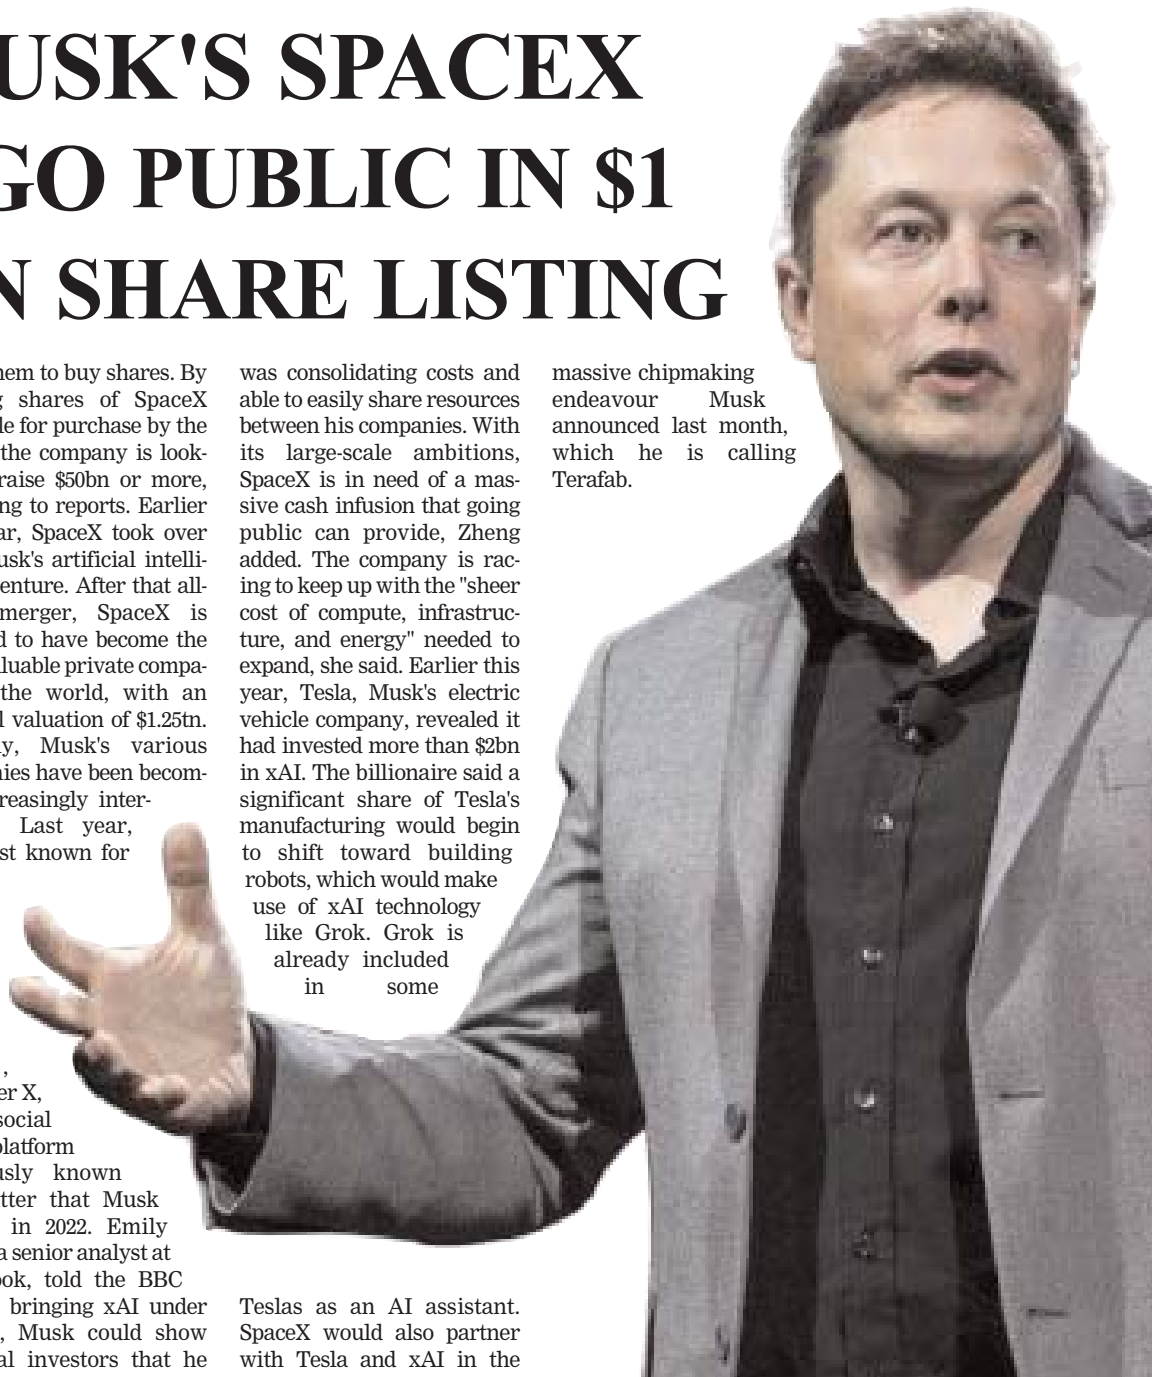 USK'S SPACEX
GO PUBLIC IN $1
N SHARE LISTING
hem to buy shares. By
g shares of SpaceX
le for purchase by the
the company is look-
raise $50bn or more,
ng to reports. Earlier
ar, SpaceX took over
usk's artificial intelli-
enture. After that all-
merger, SpaceX is
d to have become the
aluable private compa-
the world, with an
l valuation of $1.25tn.
y, Musk's various
nies have been becom-
reasingly inter-
Last year,
st known for
,
er X,
social
platform
usly known
tter that Musk
in 2022. Emily
a senior analyst at
ook, told the BBC
bringing xAI under
, Musk could show
al investors that he
was consolidating costs and
able to easily share resources
between his companies. With
its large-scale ambitions,
SpaceX is in need of a mas-
sive cash infusion that going
public can provide, Zheng
added. The company is rac-
ing to keep up with the "sheer
cost of compute, infrastruc-
ture, and energy" needed to
expand, she said. Earlier this
year, Tesla, Musk's electric
vehicle company, revealed it
had invested more than $2bn
in xAI. The billionaire said a
significant share of Tesla's
manufacturing would begin
to shift toward building
robots, which would make
use of xAI technology
like Grok. Grok is
already included
in some
Teslas as an AI assistant.
SpaceX would also partner
with Tesla and xAI in the
massive chipmaking
endeavour Musk
announced last month,
which he is calling
Terafab.